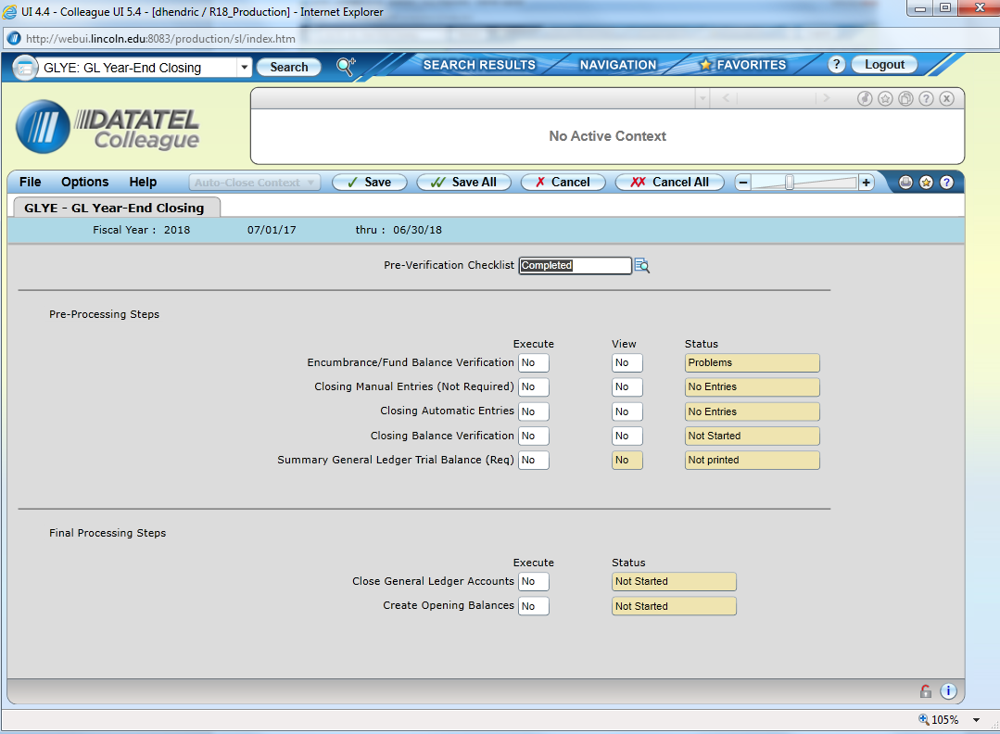 UI 4.4 - Colleague UI 5.4 - [dhendric / R18_Production] - Internet Explorer
http://webui.lincoln.edu:8083/production/sl/index.htm
GLYE: GL Year-End Closing Search SEARCH RESULTS NAVIGATION FAVORITES ? Logout
DATATEL
Colleague
No Active Context
File Options Help Auto-Close Context Save Save All Cancel Cancel All
GLYE - GL Year-End Closing
Fiscal Year : 2018 07/01/17 thru : 06/30/18
Pre-Verification Checklist Completed
Pre-Processing Steps
Execute View Status
Encumbrance/Fund Balance Verification No No Problems
Closing Manual Entries (Not Required) No No No Entries
Closing Automatic Entries No No No Entries
Closing Balance Verification No No Not Started
Summary General Ledger Trial Balance (Req) No No Not printed
Final Processing Steps
Execute Status
Close General Ledger Accounts No Not Started
Create Opening Balances No Not Started
105%